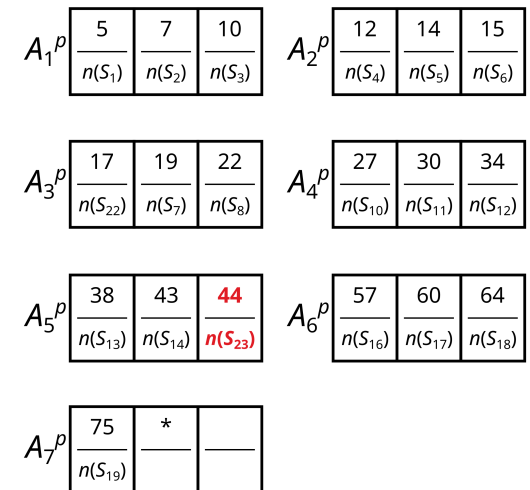 A₁ᵖ 5 7 10 A₂ᵖ 12 14 15
n(S₁) n(S₂) n(S₃) n(S₄) n(S₅) n(S₆)
A₃ᵖ 17 19 22 A₄ᵖ 27 30 34
n(S₂₂) n(S₇) n(S₈) n(S₁₀) n(S₁₁) n(S₁₂)
A₅ᵖ 38 43 44 A₆ᵖ 57 60 64
n(S₁₃) n(S₁₄) n(S₂₃) n(S₁₆) n(S₁₇) n(S₁₈)
A₇ᵖ 75 *
n(S₁₉)